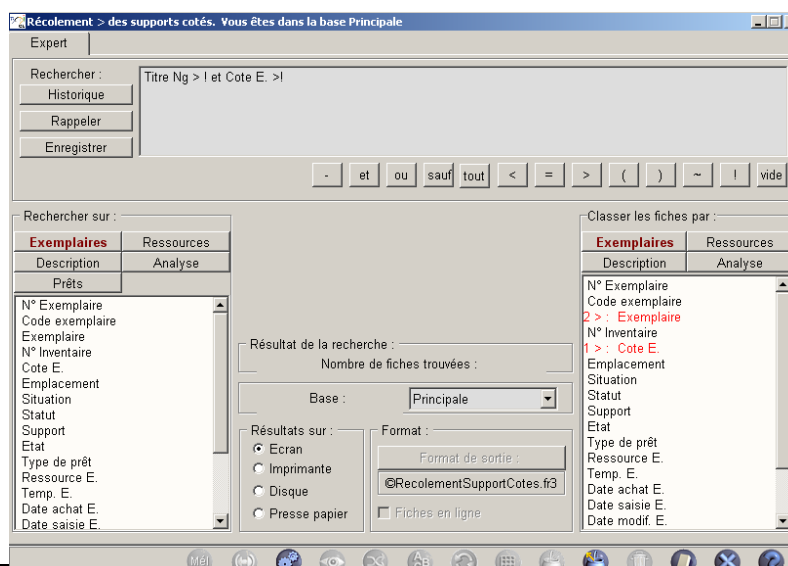 Récolement > des supports cotés. Vous êtes dans la base Principale
Expert
Rechercher :
Historique
Rappeler
Enregistrer
Titre Ng > ! et Cote E. >!
- et ou sauf tout < = > ( ) ~ ! vide
Rechercher sur :
Exemplaires Ressources
Description Analyse
Prêts
N° Exemplaire
Code exemplaire
Exemplaire
N° Inventaire
Cote E.
Emplacement
Situation
Statut
Support
Etat
Type de prêt
Ressource E.
Temp. E.
Date achat E.
Date saisie E.
Résultat de la recherche :
Nombre de fiches trouvées :
Base : Principale
Résultats sur :
Ecran
Imprimante
Disque
Presse papier
Format :
Format de sortie :
©RecolementSupportCotes.fr3
Fiches en ligne
Classer les fiches par :
Exemplaires Ressources
Description Analyse
N° Exemplaire
Code exemplaire
2 > : Exemplaire
N° Inventaire
1 > : Cote E.
Emplacement
Situation
Statut
Support
Etat
Type de prêt
Ressource E.
Temp. E.
Date achat E.
Date saisie E.
Date modif. E.
Mél